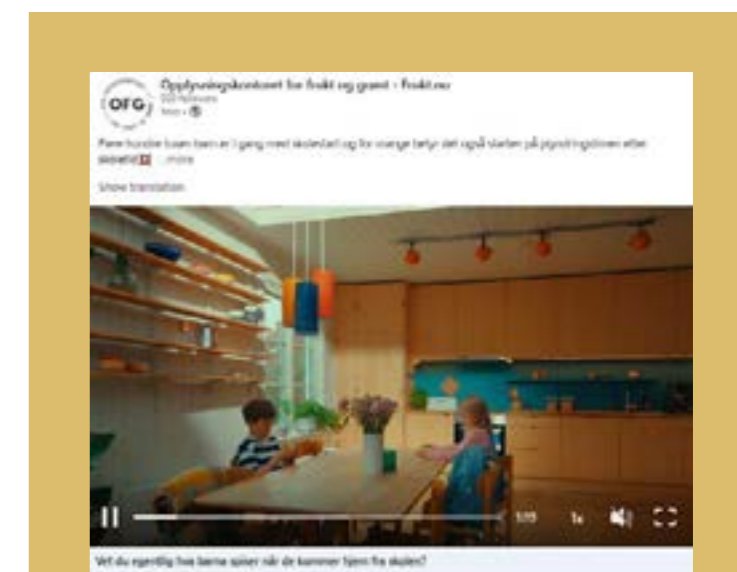 OFG
Opplysningskontoret for frukt og grønt - Frukt.no
Flere hundre tusen barn er i gang med skolestart og for mange betyr det også starten på plyndringstimen etter
skoletid ...more
Show translation
1x
Vet du egentlig hva barna spiser når de kommer hjem fra skolen?